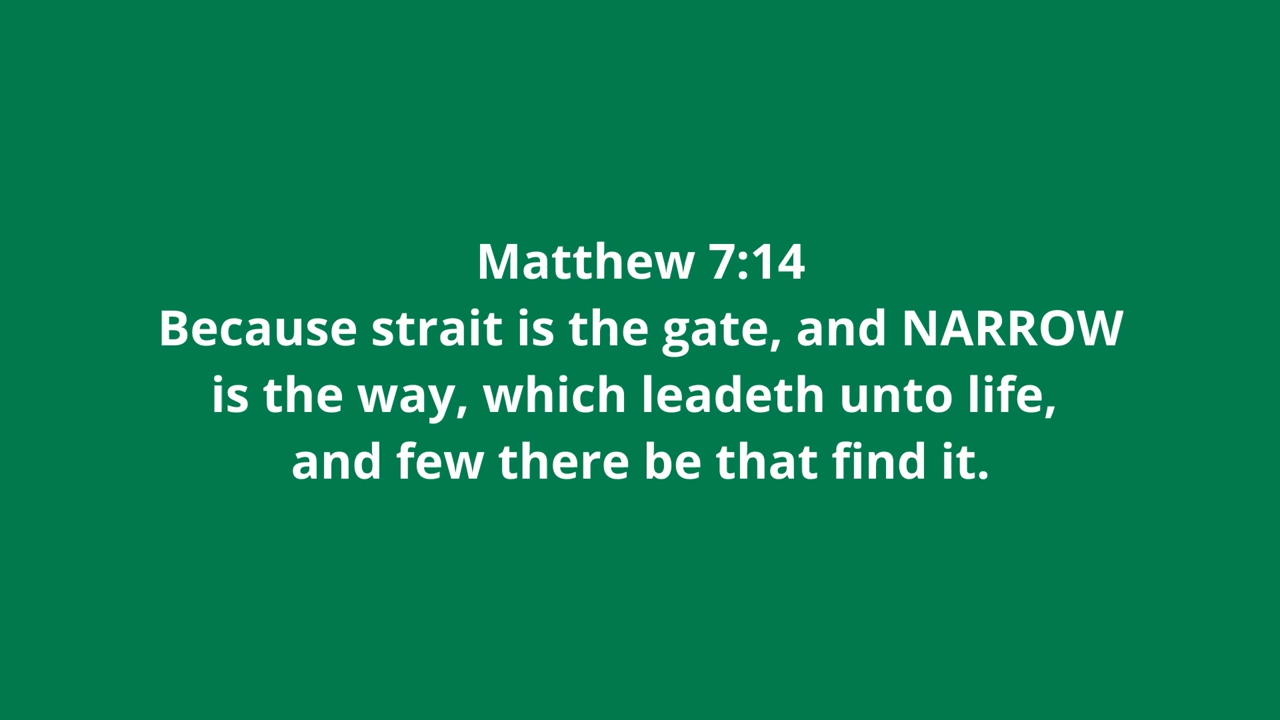 Matthew 7:14
Because strait is the gate, and NARROW
is the way, which leadeth unto life,
and few there be that find it.